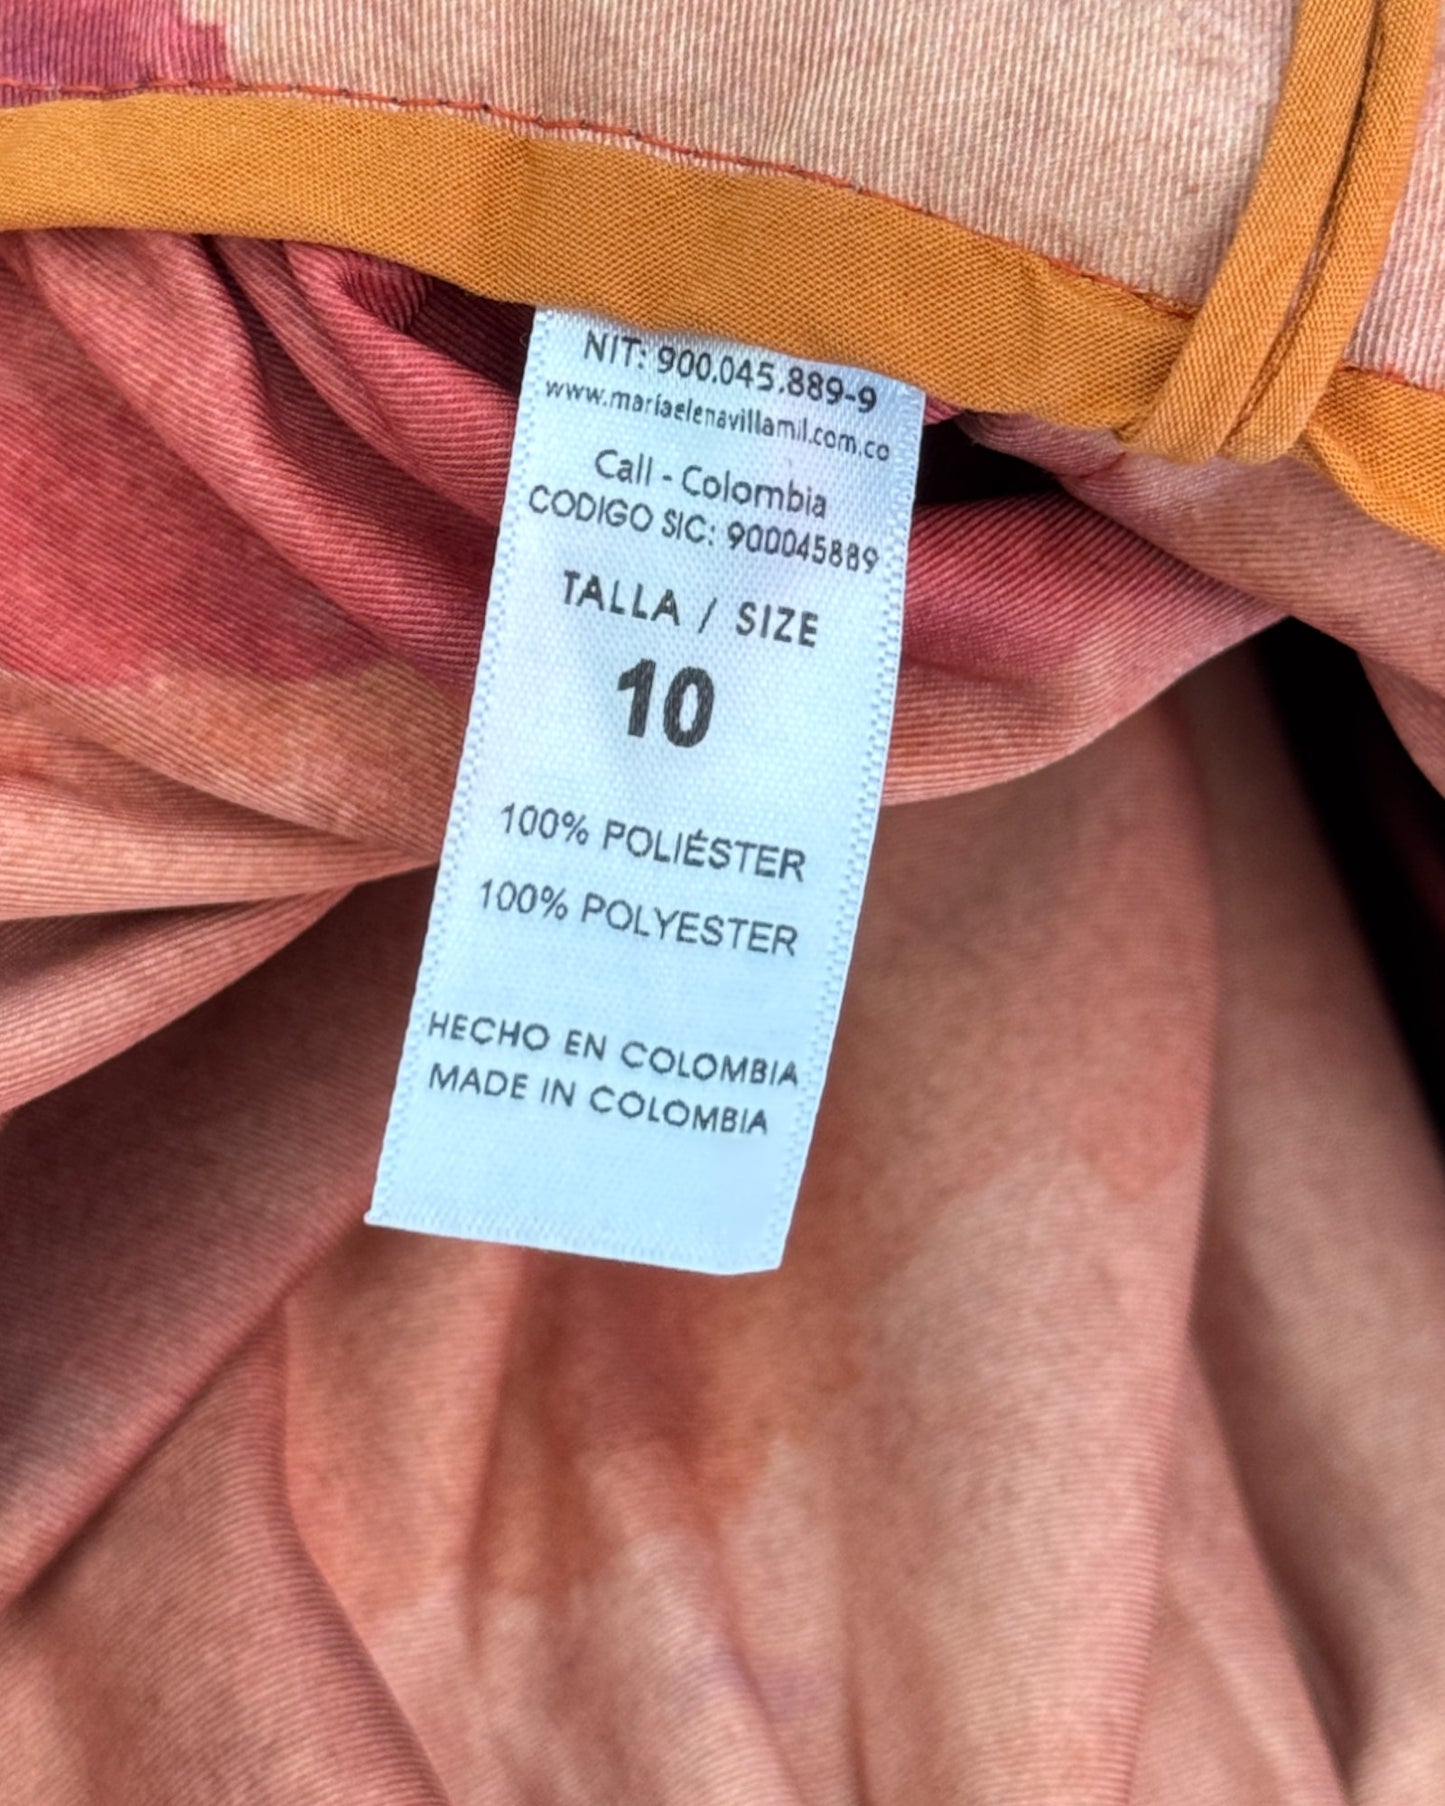 NIT: 900.045.889-9
www.mariaelenavillamil.com.co
Cali - Colombia
CODIGO SIC: 900045889
TALLA / SIZE
10
100% POLIÉSTER
100% POLYESTER
HECHO EN COLOMBIA
MADE IN COLOMBIA